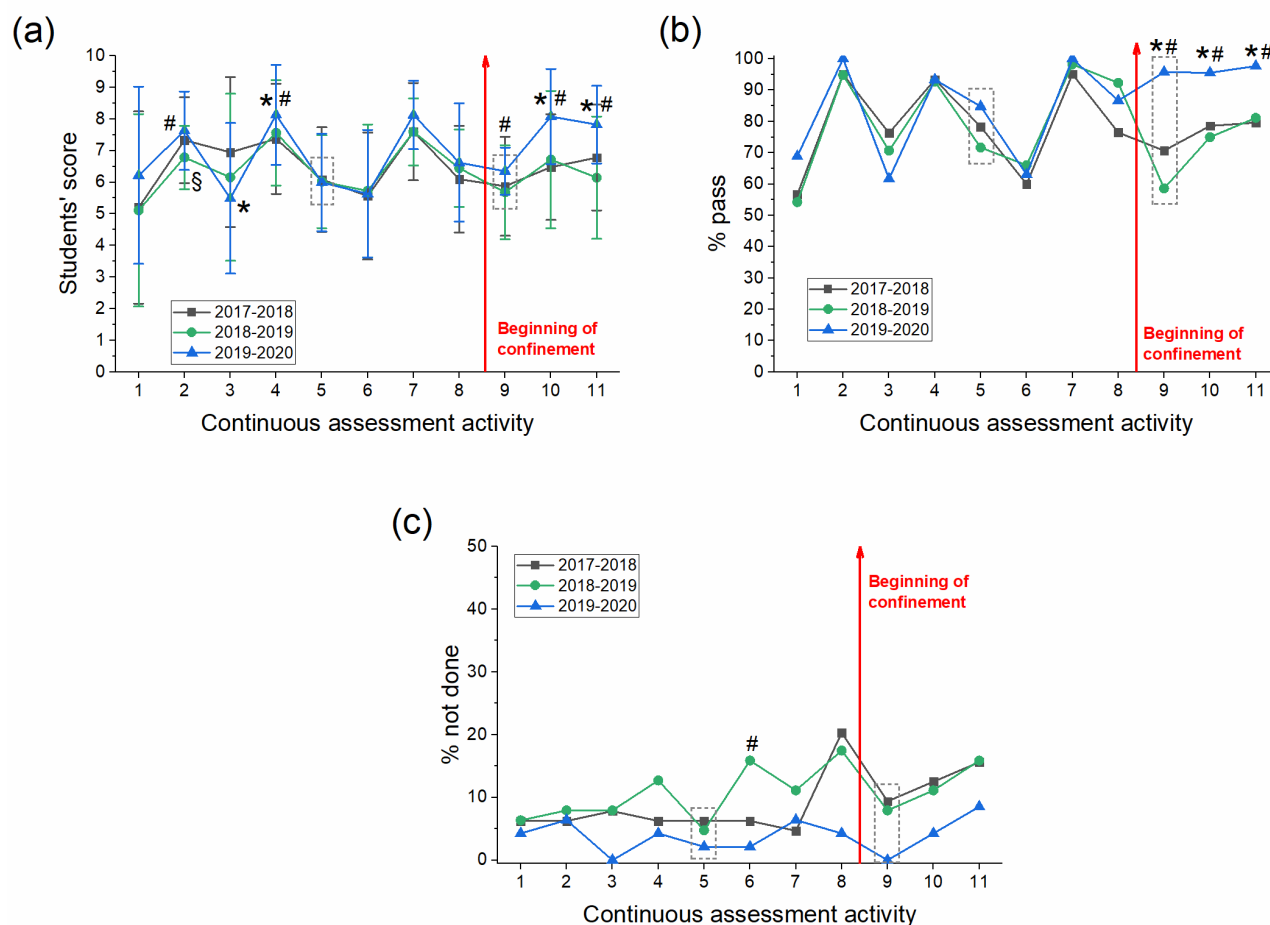 (a)
Students' score
10
9
8
7
6
5
4
3
2
1
0
# § * *# # *# *#
2017-2018
2018-2019
2019-2020
Beginning of
confinement
1 2 3 4 5 6 7 8 9 10 11
Continuous assessment activity
(b)
% pass
100
90
80
70
60
50
40
30
20
10
0
*# *# *#
2017-2018
2018-2019
2019-2020
Beginning of
confinement
1 2 3 4 5 6 7 8 9 10 11
Continuous assessment activity
(c)
% not done
50
40
30
20
10
0
2017-2018
2018-2019
2019-2020
Beginning of
confinement
#
1 2 3 4 5 6 7 8 9 10 11
Continuous assessment activity